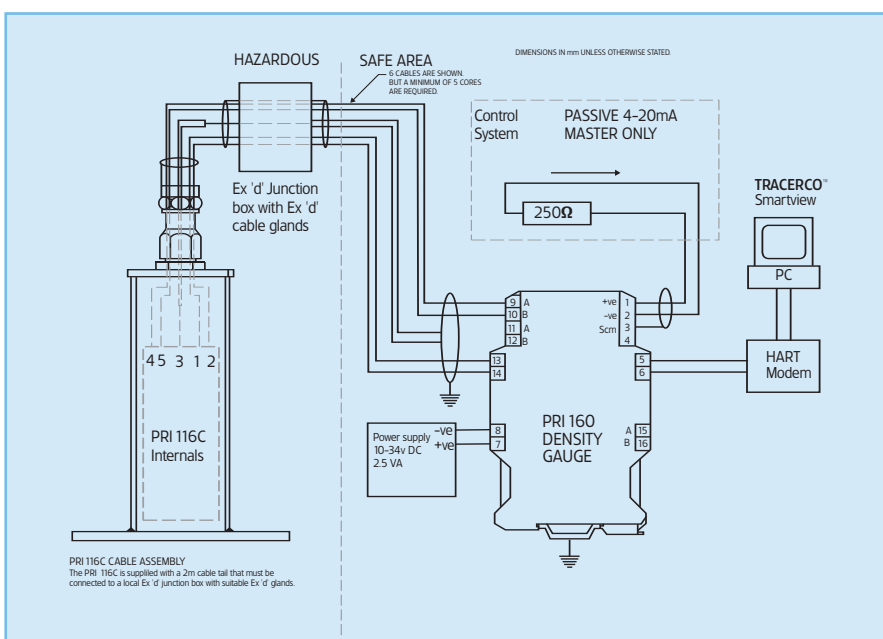 HAZARDOUS
SAFE AREA
6 CABLES ARE SHOWN.
BUT A MINIMUM OF 5 CORES
ARE REQUIRED.
DIMENSIONS IN mm UNLESS OTHERWISE STATED.
Control
System
PASSIVE 4-20mA
MASTER ONLY
250Ω
TRACERCO™
Smartview
PC
HART
Modem
Ex 'd' Junction
box with Ex 'd'
cable glands
9 A
10 B
11 A
12 B
13
14
+ve 1
-ve 2
Scm 3
4
5
6
8
7
A 15
B 16
PRI 160
DENSITY
GAUGE
Power supply
10-34v DC
2.5 VA
-ve
+ve
4 5 3 1 2
PRI 116C
Internals
PRI 116C CABLE ASSEMBLY
The PRI 116C is suppliled with a 2m cable tail that must be
connected to a local Ex 'd' junction box with suitable Ex 'd' glands.